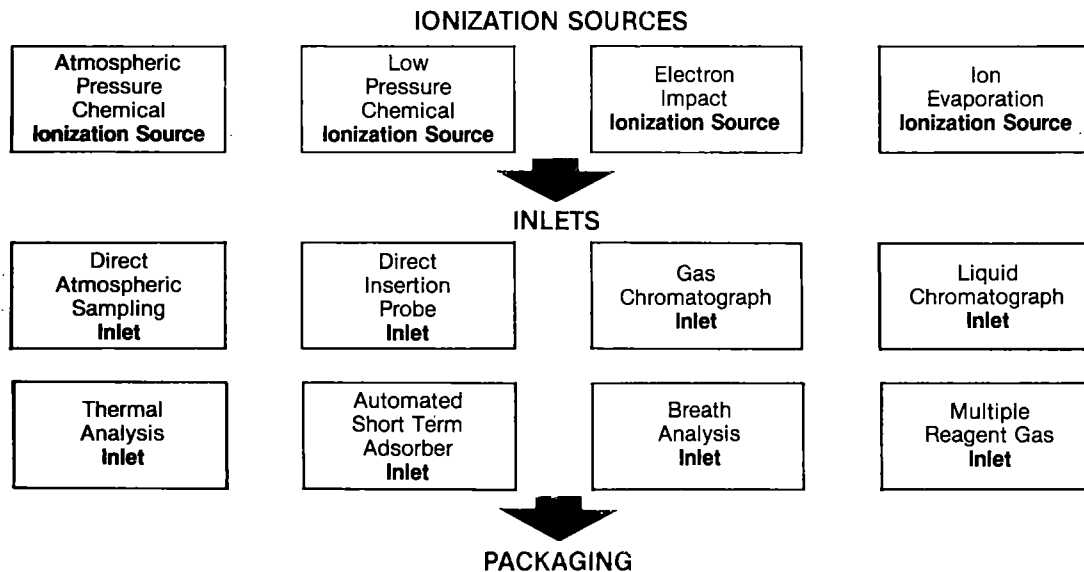 IONIZATION SOURCES
Atmospheric
Pressure
Chemical
Ionization Source
Low
Pressure
Chemical
Ionization Source
Electron
Impact
Ionization Source
Ion
Evaporation
Ionization Source
INLETS
Direct
Atmospheric
Sampling
Inlet
Direct
Insertion
Probe
Inlet
Gas
Chromatograph
Inlet
Liquid
Chromatograph
Inlet
Thermal
Analysis
Inlet
Automated
Short Term
Adsorber
Inlet
Breath
Analysis
Inlet
Multiple
Reagent Gas
Inlet
PACKAGING